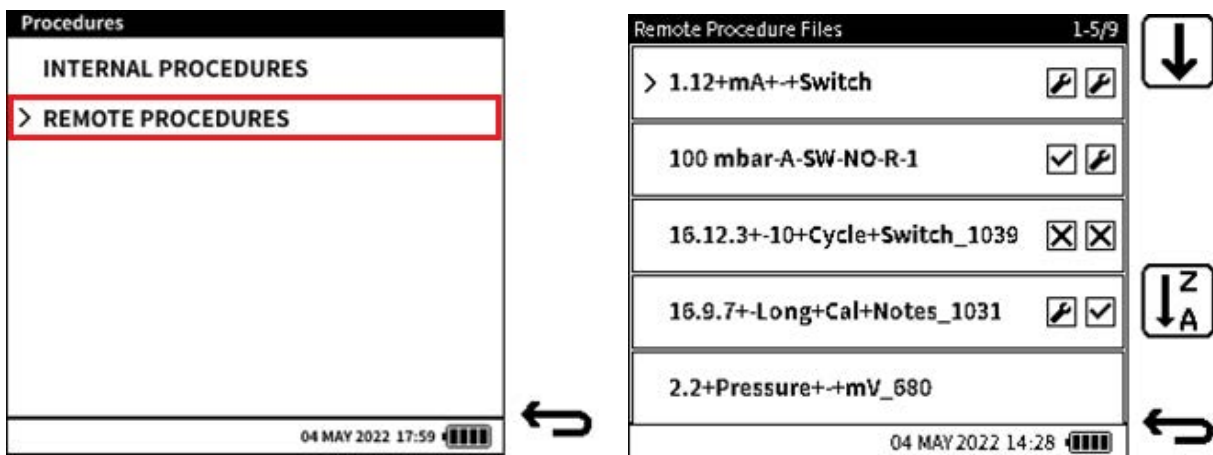 Procedures
INTERNAL PROCEDURES
> REMOTE PROCEDURES
04 MAY 2022 17:59
Remote Procedure Files 1-5/9
> 1.12+mA+-+Switch
100 mbar-A-SW-NO-R-1
16.12.3+-10+Cycle+Switch_1039
16.9.7+-Long+Cal+Notes_1031
2.2+Pressure+-+mV_680
04 MAY 2022 14:28
Z
A